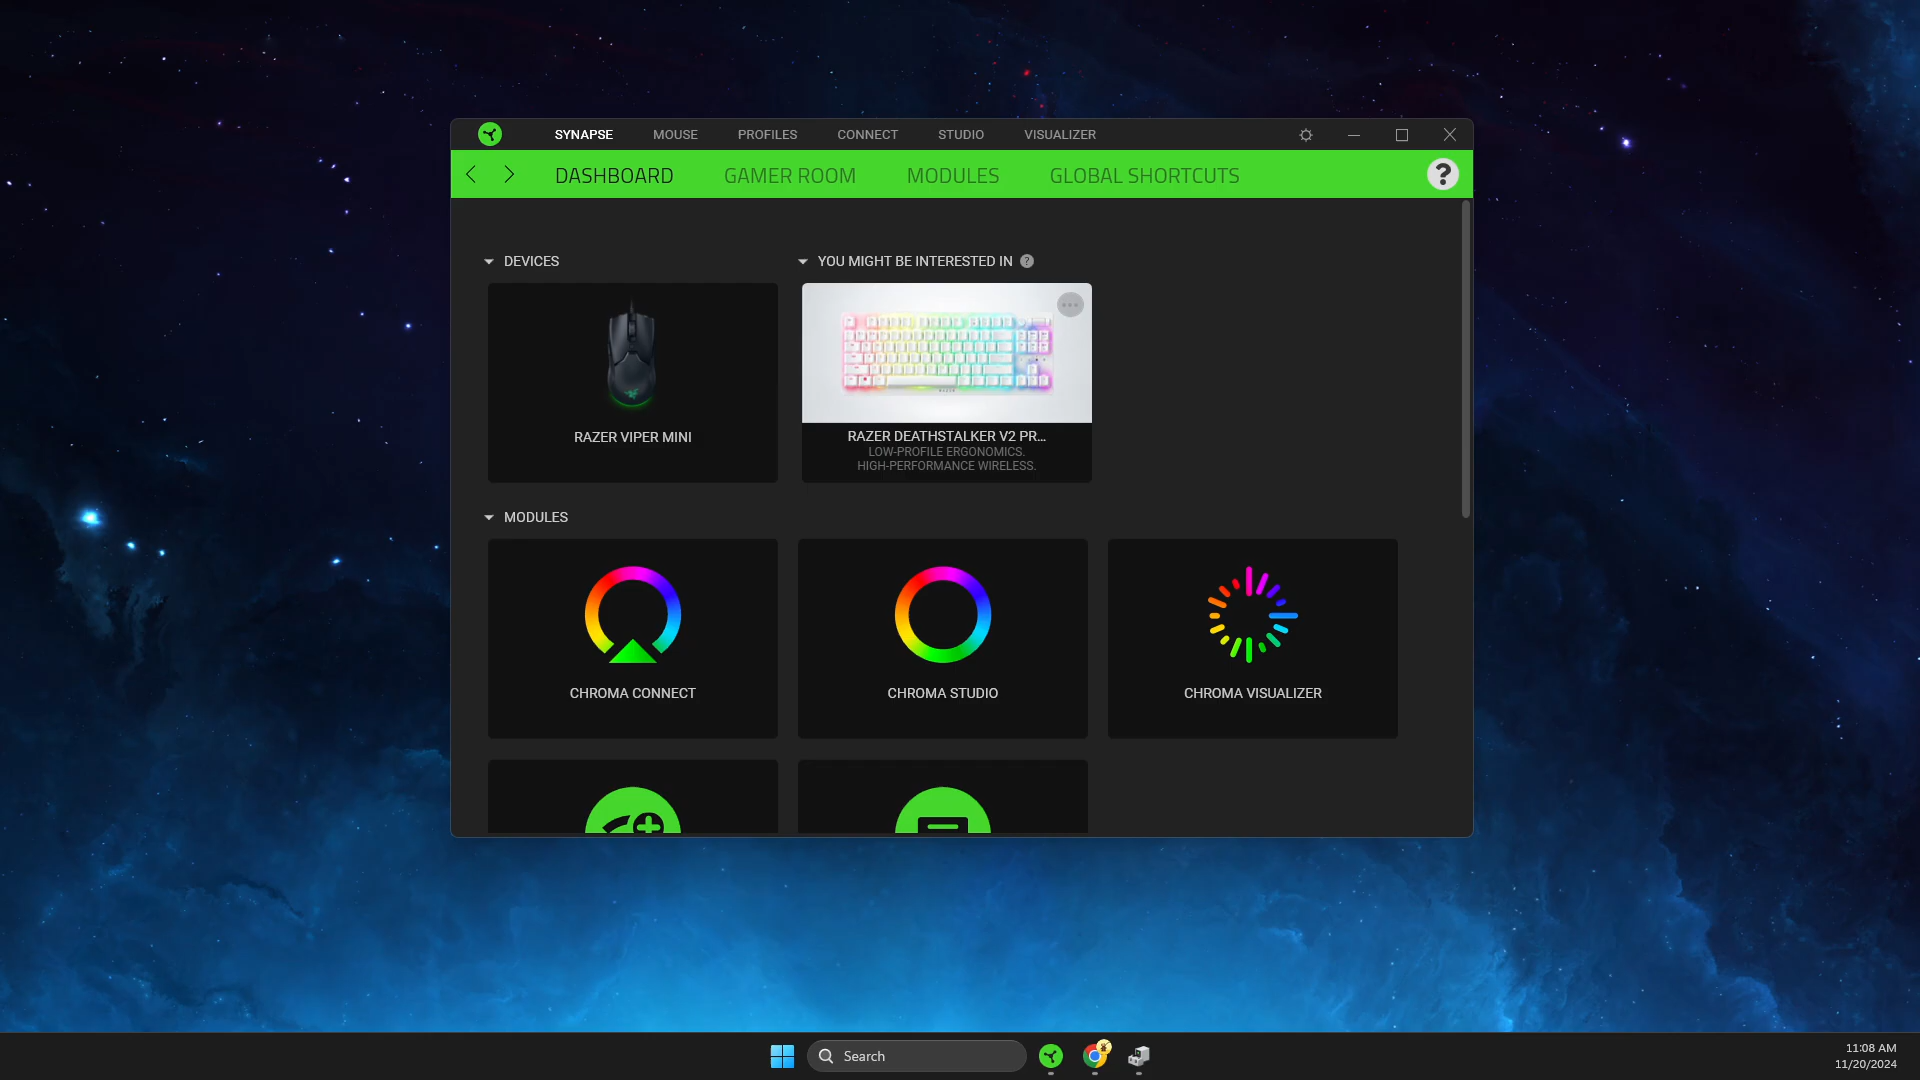 SYNAPSE MOUSE PROFILES CONNECT STUDIO VISUALIZER
DASHBOARD GAMER ROOM MODULES GLOBAL SHORTCUTS
DEVICES
YOU MIGHT BE INTERESTED IN ?
RAZER VIPER MINI
RAZER DEATHSTALKER V2 PR...
LOW-PROFILE ERGONOMICS.
HIGH-PERFORMANCE WIRELESS.
MODULES
CHROMA CONNECT
CHROMA STUDIO
CHROMA VISUALIZER
Search
11:08 AM
11/20/2024